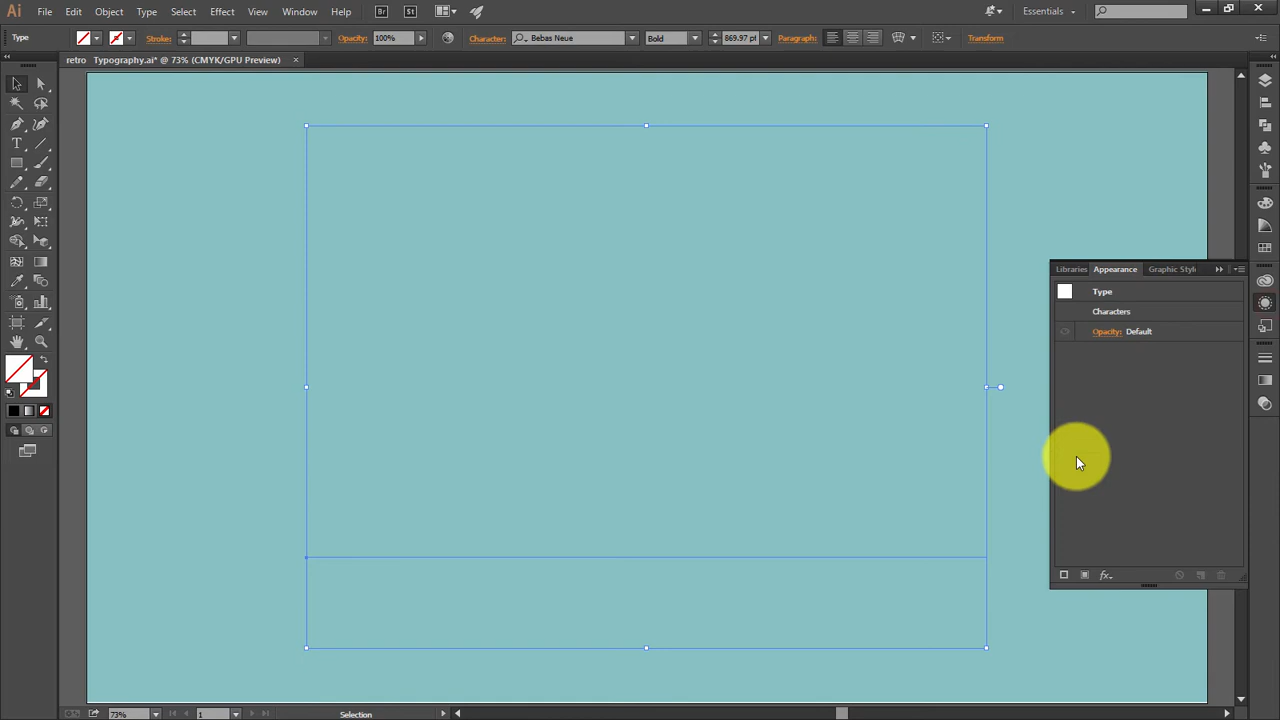 Ai File Edit Object Type Select Effect View Window Help Br St Essentials
Type Stroke: Opacity: 100% Character: Bebas Neue Bold 869.97 pt Paragraph: Transform
retro Typography.ai* @ 73% (CMYK/GPU Preview) ×
T
Libraries Appearance Graphic Style
Type
Characters
Opacity: Default
fx
73% 1 Selection